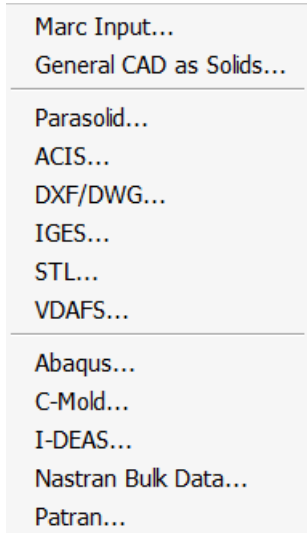 Marc Input...
General CAD as Solids...
Parasolid...
ACIS...
DXF/DWG...
IGES...
STL...
VDAFS...
Abaqus...
C-Mold...
I-DEAS...
Nastran Bulk Data...
Patran...